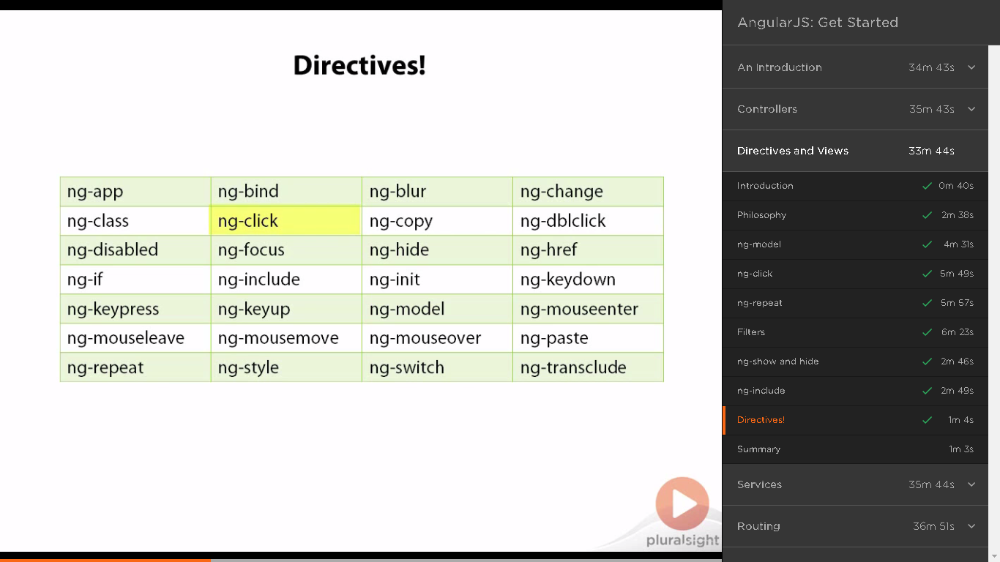 Directives!
ng-app ng-bind ng-blur ng-change
ng-class ng-click ng-copy ng-dblclick
ng-disabled ng-focus ng-hide ng-href
ng-if ng-include ng-init ng-keydown
ng-keypress ng-keyup ng-model ng-mouseenter
ng-mouseleave ng-mousemove ng-mouseover ng-paste
ng-repeat ng-style ng-switch ng-transclude
pluralsight
AngularJS: Get Started
An Introduction 34m 43s
Controllers 35m 43s
Directives and Views 33m 44s
Introduction 0m 40s
Philosophy 2m 38s
ng-model 4m 31s
ng-click 5m 49s
ng-repeat 5m 57s
Filters 6m 23s
ng-show and hide 2m 46s
ng-include 2m 49s
Directives! 1m 4s
Summary 1m 3s
Services 35m 44s
Routing 36m 51s